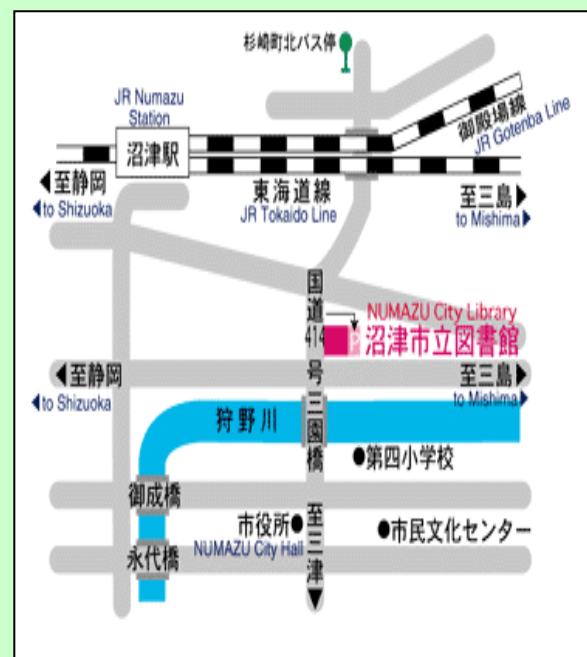 杉崎町北バス停
JR Numazu
Station
沼津駅
御殿場線
JR Gotenba Line
至静岡
to Shizuoka
東海道線
JR Tokaido Line
至三島
to Mishima
国道414号
NUMAZU City Library
P
沼津市立図書館
至静岡
to Shizuoka
至三島
to Mishima
狩野川
三園橋
第四小学校
御成橋
市役所
NUMAZU City Hall
至三津
市民文化センター
永代橋